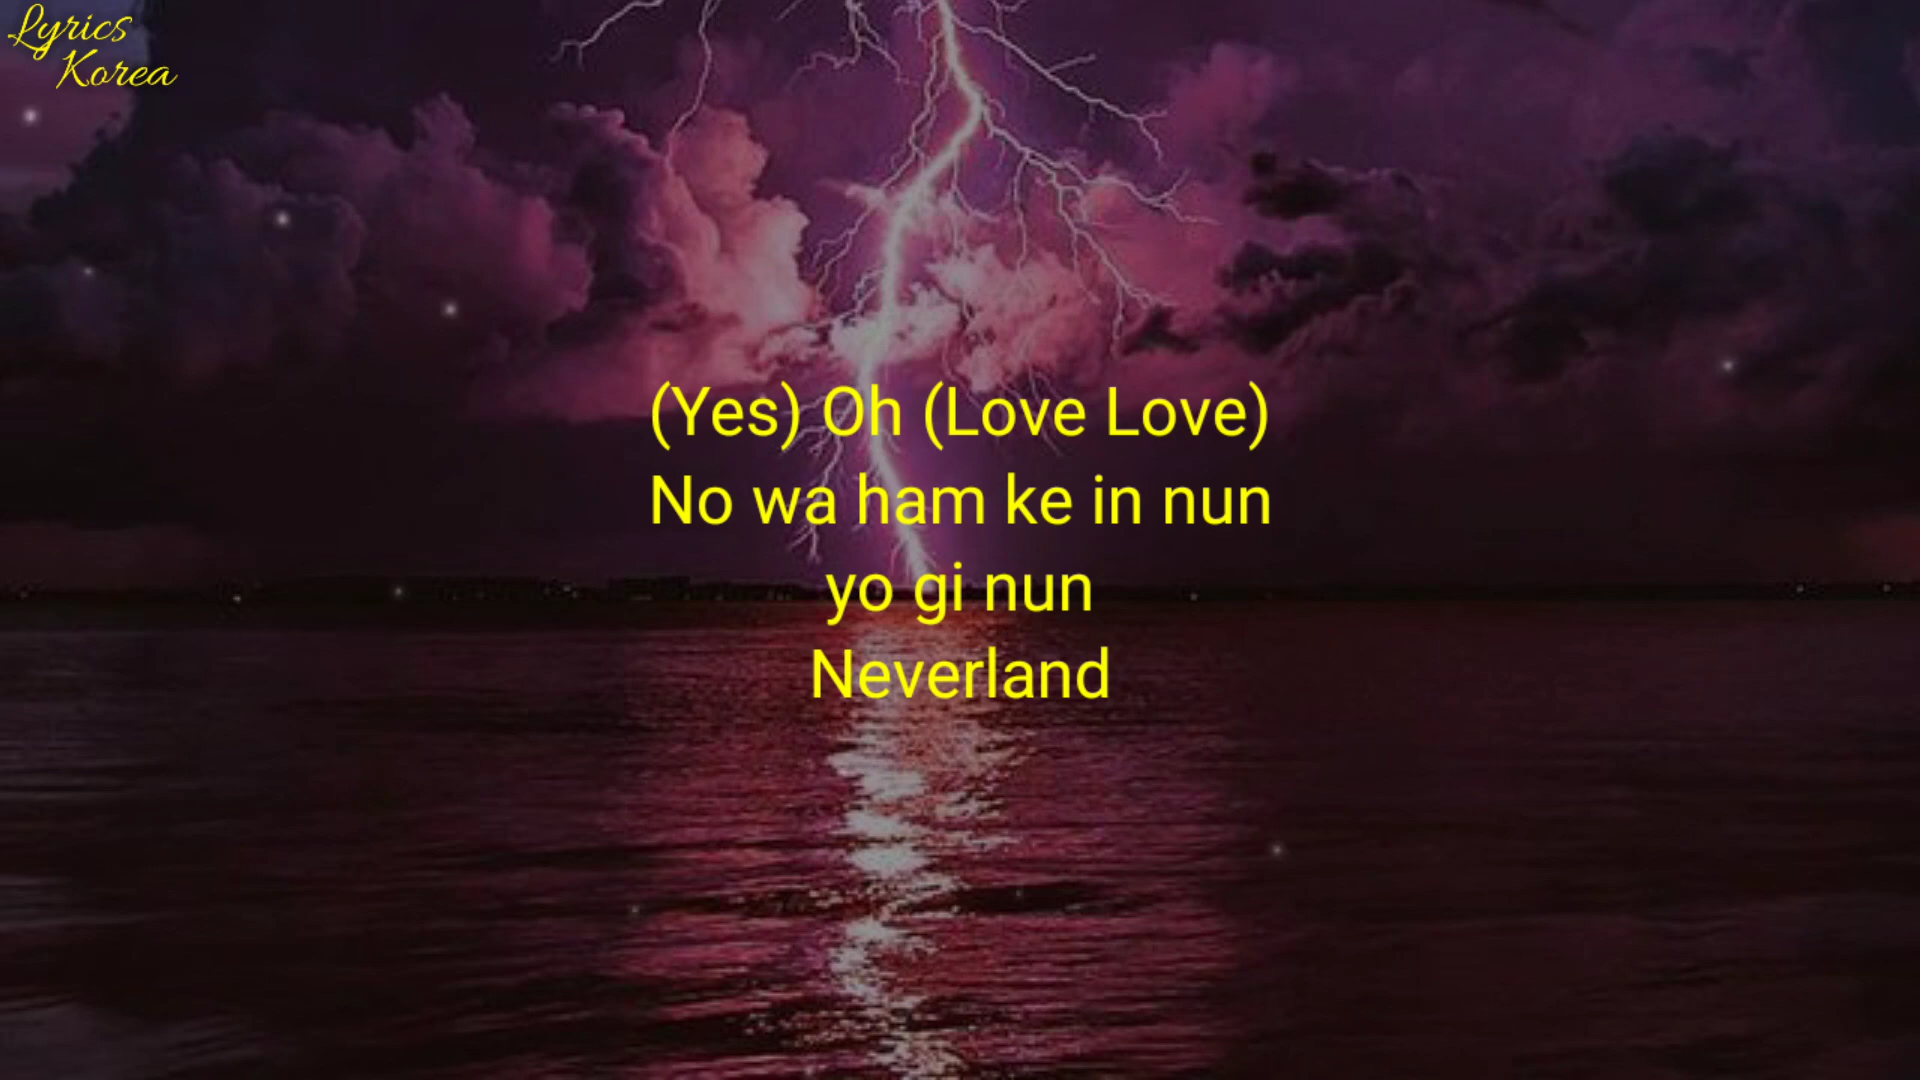 Lyrics
Korea
(Yes) Oh (Love Love)
No wa ham ke in nun
yo gi nun
Neverland